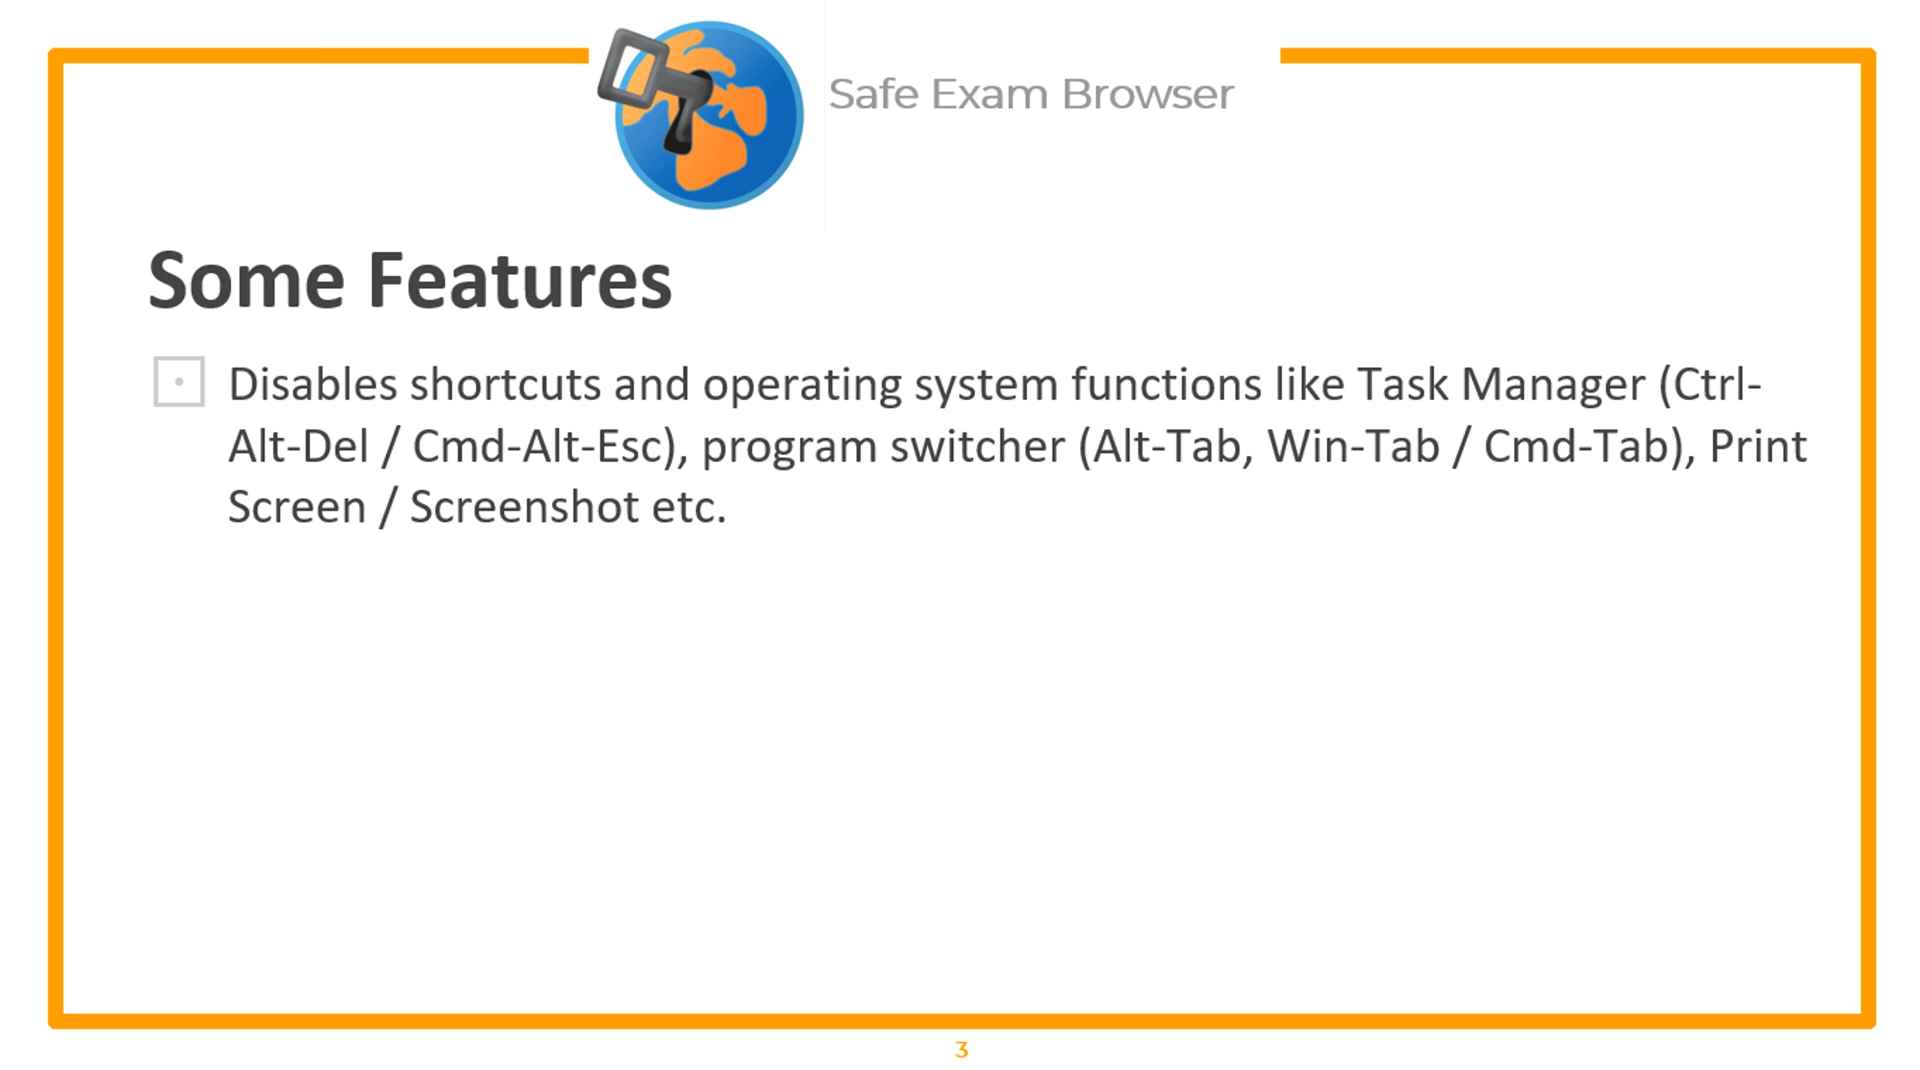 Safe Exam Browser
Some Features
Disables shortcuts and operating system functions like Task Manager (Ctrl-
Alt-Del / Cmd-Alt-Esc), program switcher (Alt-Tab, Win-Tab / Cmd-Tab), Print
Screen / Screenshot etc.
3